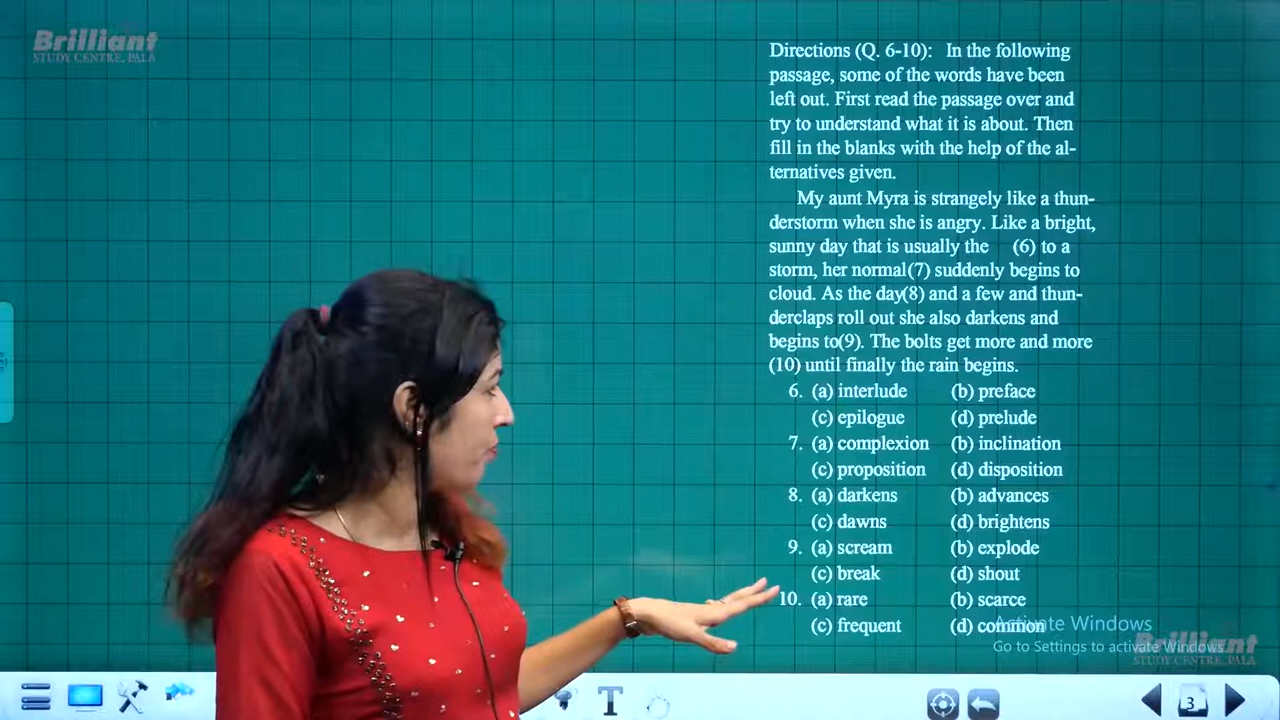 Brilliant
STUDY CENTRE, PALA
Directions (Q. 6-10): In the following
passage, some of the words have been
left out. First read the passage over and
try to understand what it is about. Then
fill in the blanks with the help of the al-
ternatives given.
My aunt Myra is strangely like a thun-
derstorm when she is angry. Like a bright,
sunny day that is usually the (6) to a
storm, her normal(7) suddenly begins to
cloud. As the day(8) and a few and thun-
derclaps roll out she also darkens and
begins to(9). The bolts get more and more
(10) until finally the rain begins.
6. (a) interlude (b) preface
(c) epilogue (d) prelude
7. (a) complexion (b) inclination
(c) proposition (d) disposition
8. (a) darkens (b) advances
(c) dawns (d) brightens
9. (a) scream (b) explode
(c) break (d) shout
10. (a) rare (b) scarce
(c) frequent (d) common
Activate Windows
Go to Settings to activate Windows.
Brilliant
STUDY CENTRE, PALA
T
3